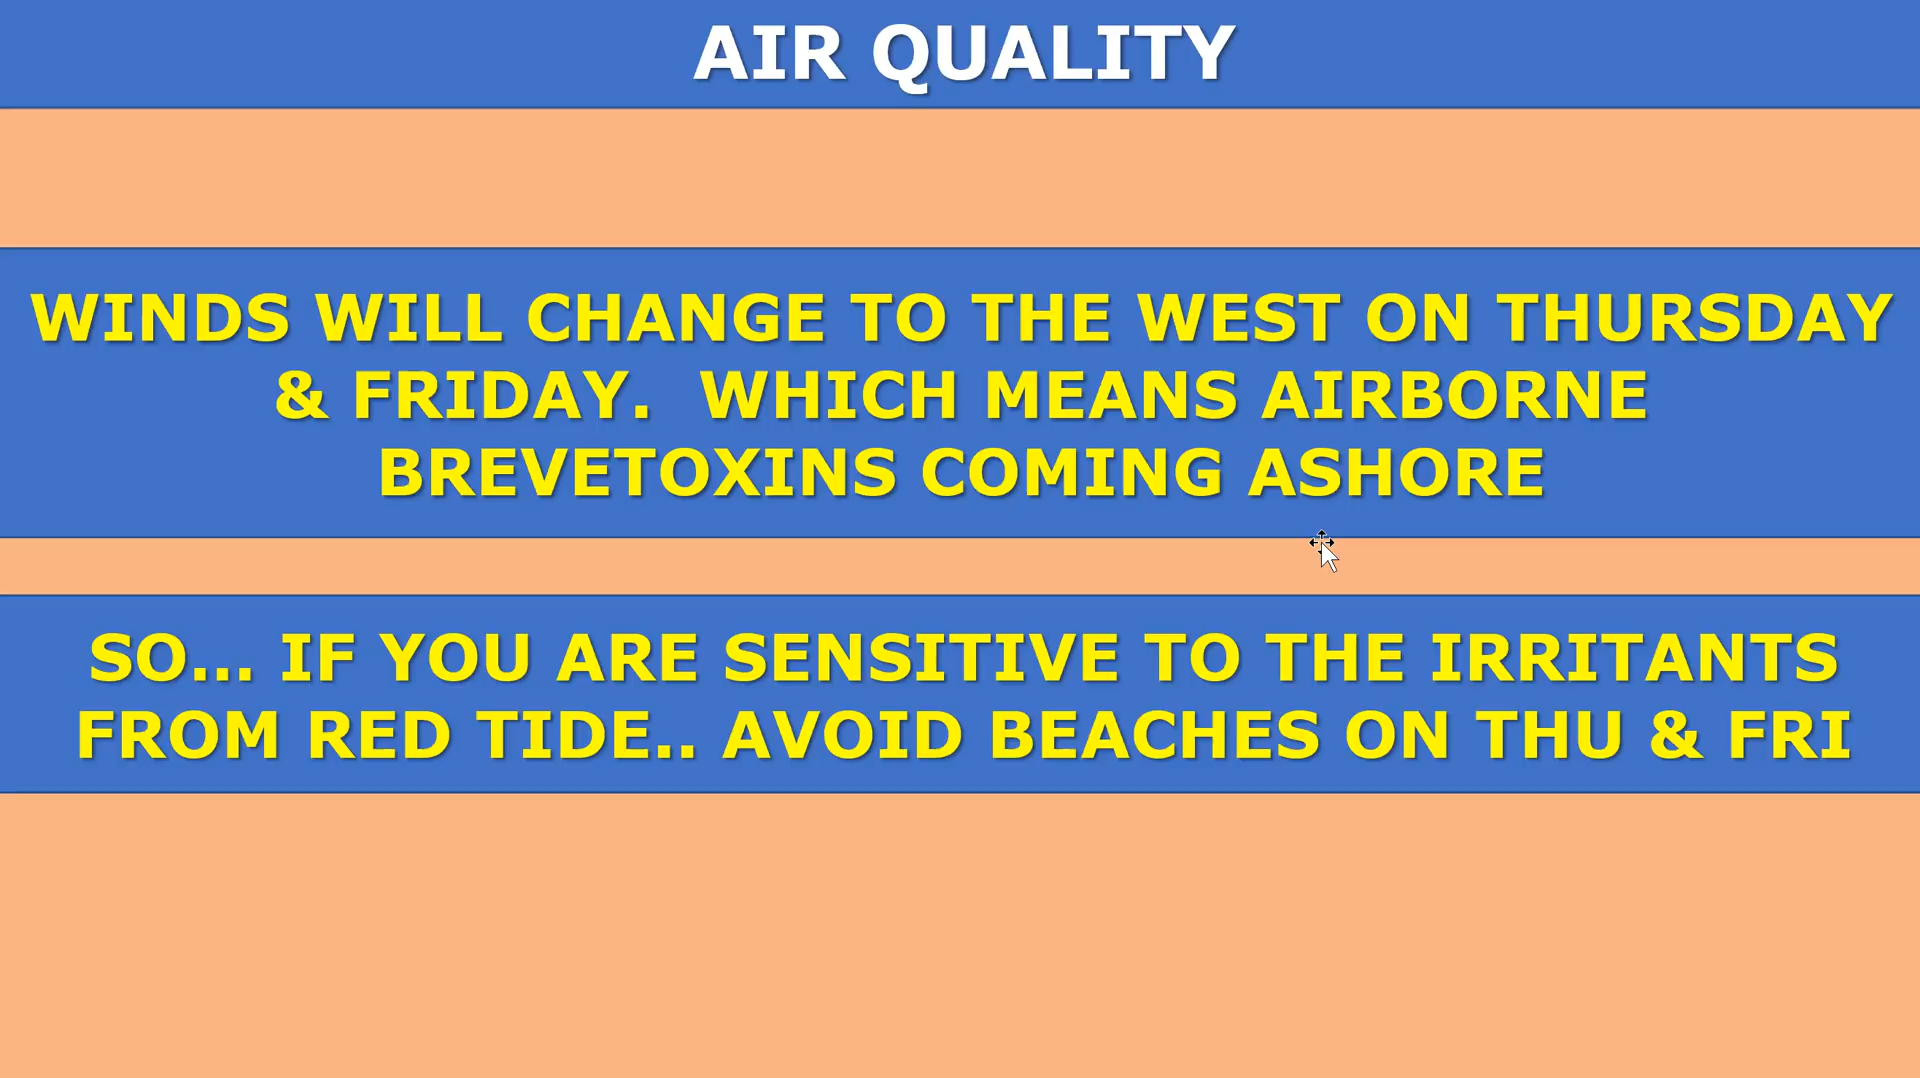 AIR QUALITY
WINDS WILL CHANGE TO THE WEST ON THURSDAY
& FRIDAY.  WHICH MEANS AIRBORNE
BREVETOXINS COMING ASHORE
SO... IF YOU ARE SENSITIVE TO THE IRRITANTS
FROM RED TIDE.. AVOID BEACHES ON THU & FRI